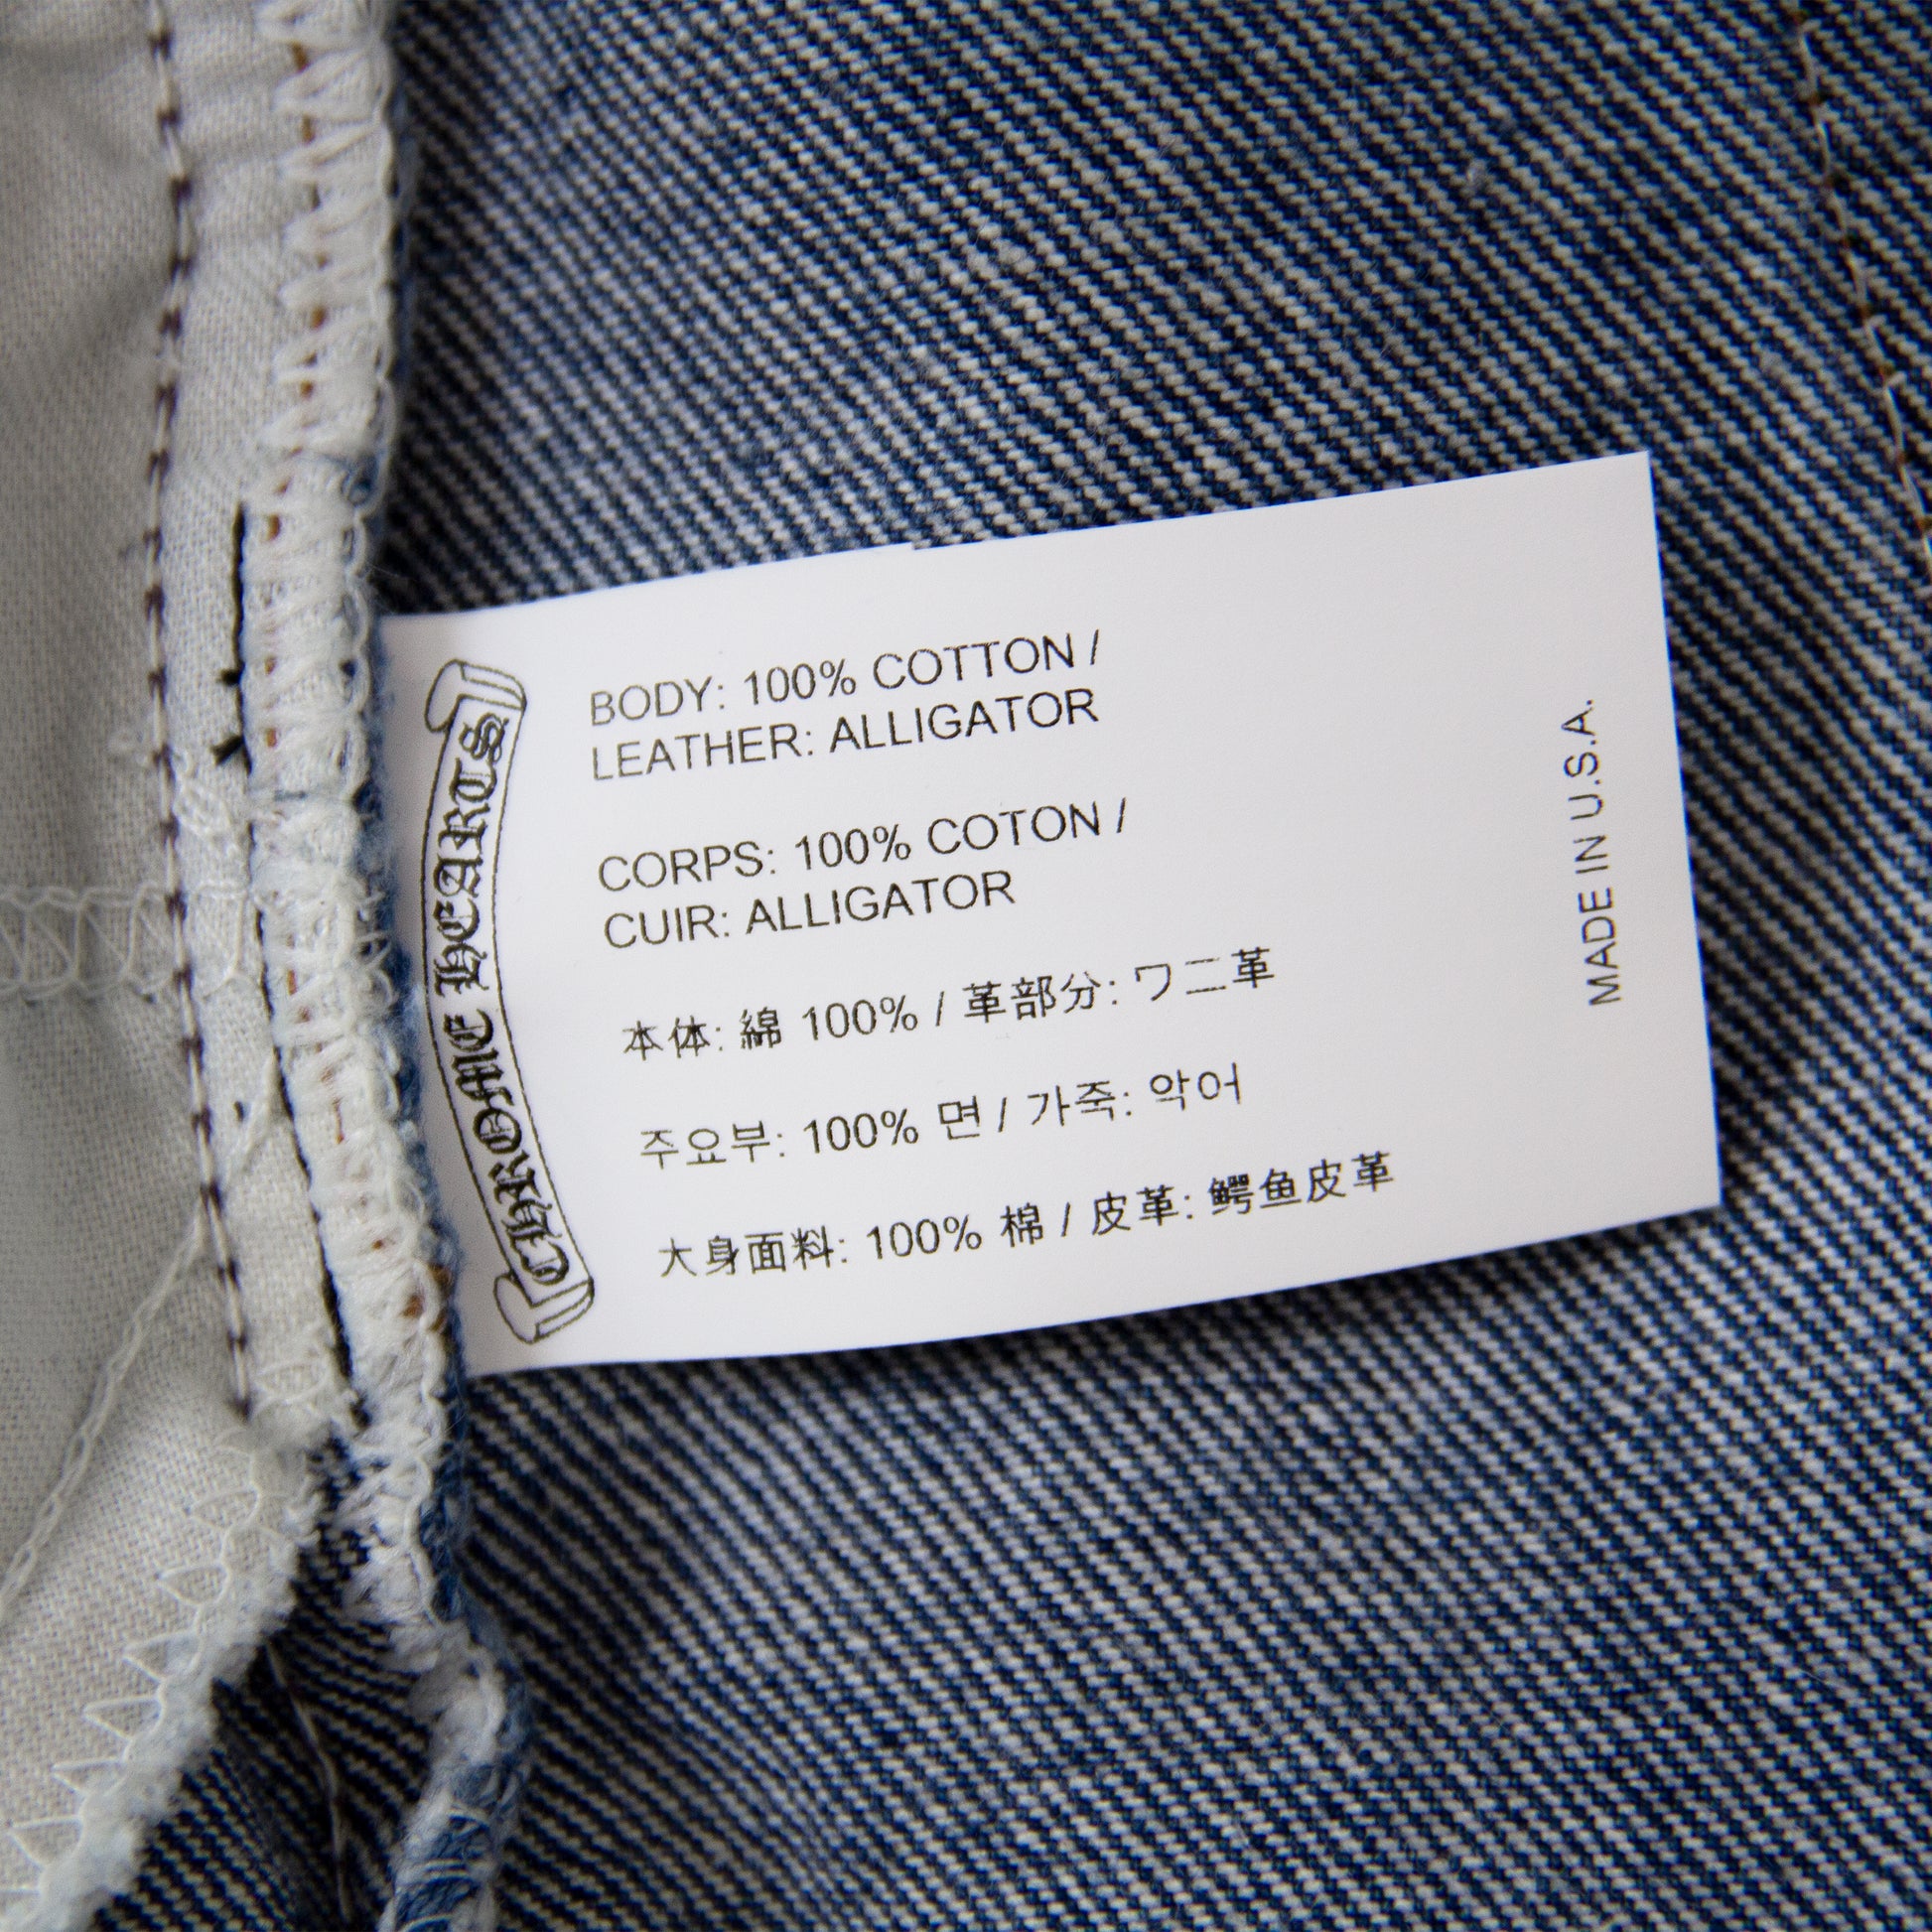 CHROME HEARTS
BODY: 100% COTTON /
LEATHER: ALLIGATOR
CORPS: 100% COTON /
CUIR: ALLIGATOR
本体: 綿 100% / 革部分: ワニ革
주요부: 100% 면 / 가죽: 악어
大身面料: 100% 棉 / 皮革: 鳄鱼皮革
MADE IN U.S.A.